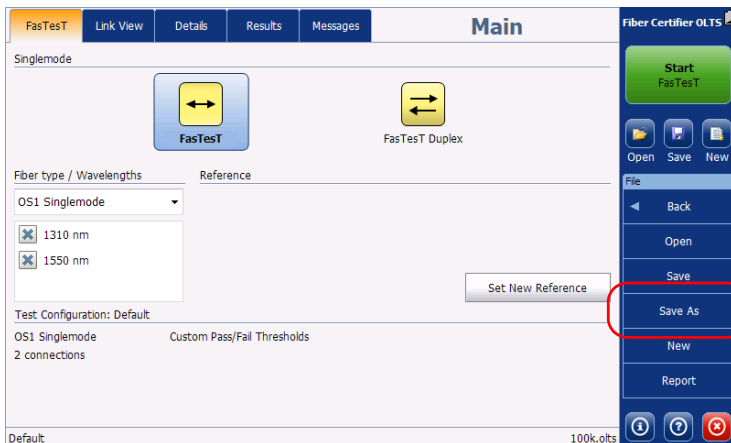 FasTesT
Link View
Details
Results
Messages
Main
Singlemode
FasTesT
FasTesT Duplex
Fiber type / Wavelengths
Reference
OS1 Singlemode
1310 nm
1550 nm
Set New Reference
Test Configuration: Default
OS1 Singlemode
Custom Pass/Fail Thresholds
2 connections
Default
100k.olts
Fiber Certifier OLTS
Start
FasTesT
Open
Save
New
File
Back
Open
Save
Save As
New
Report